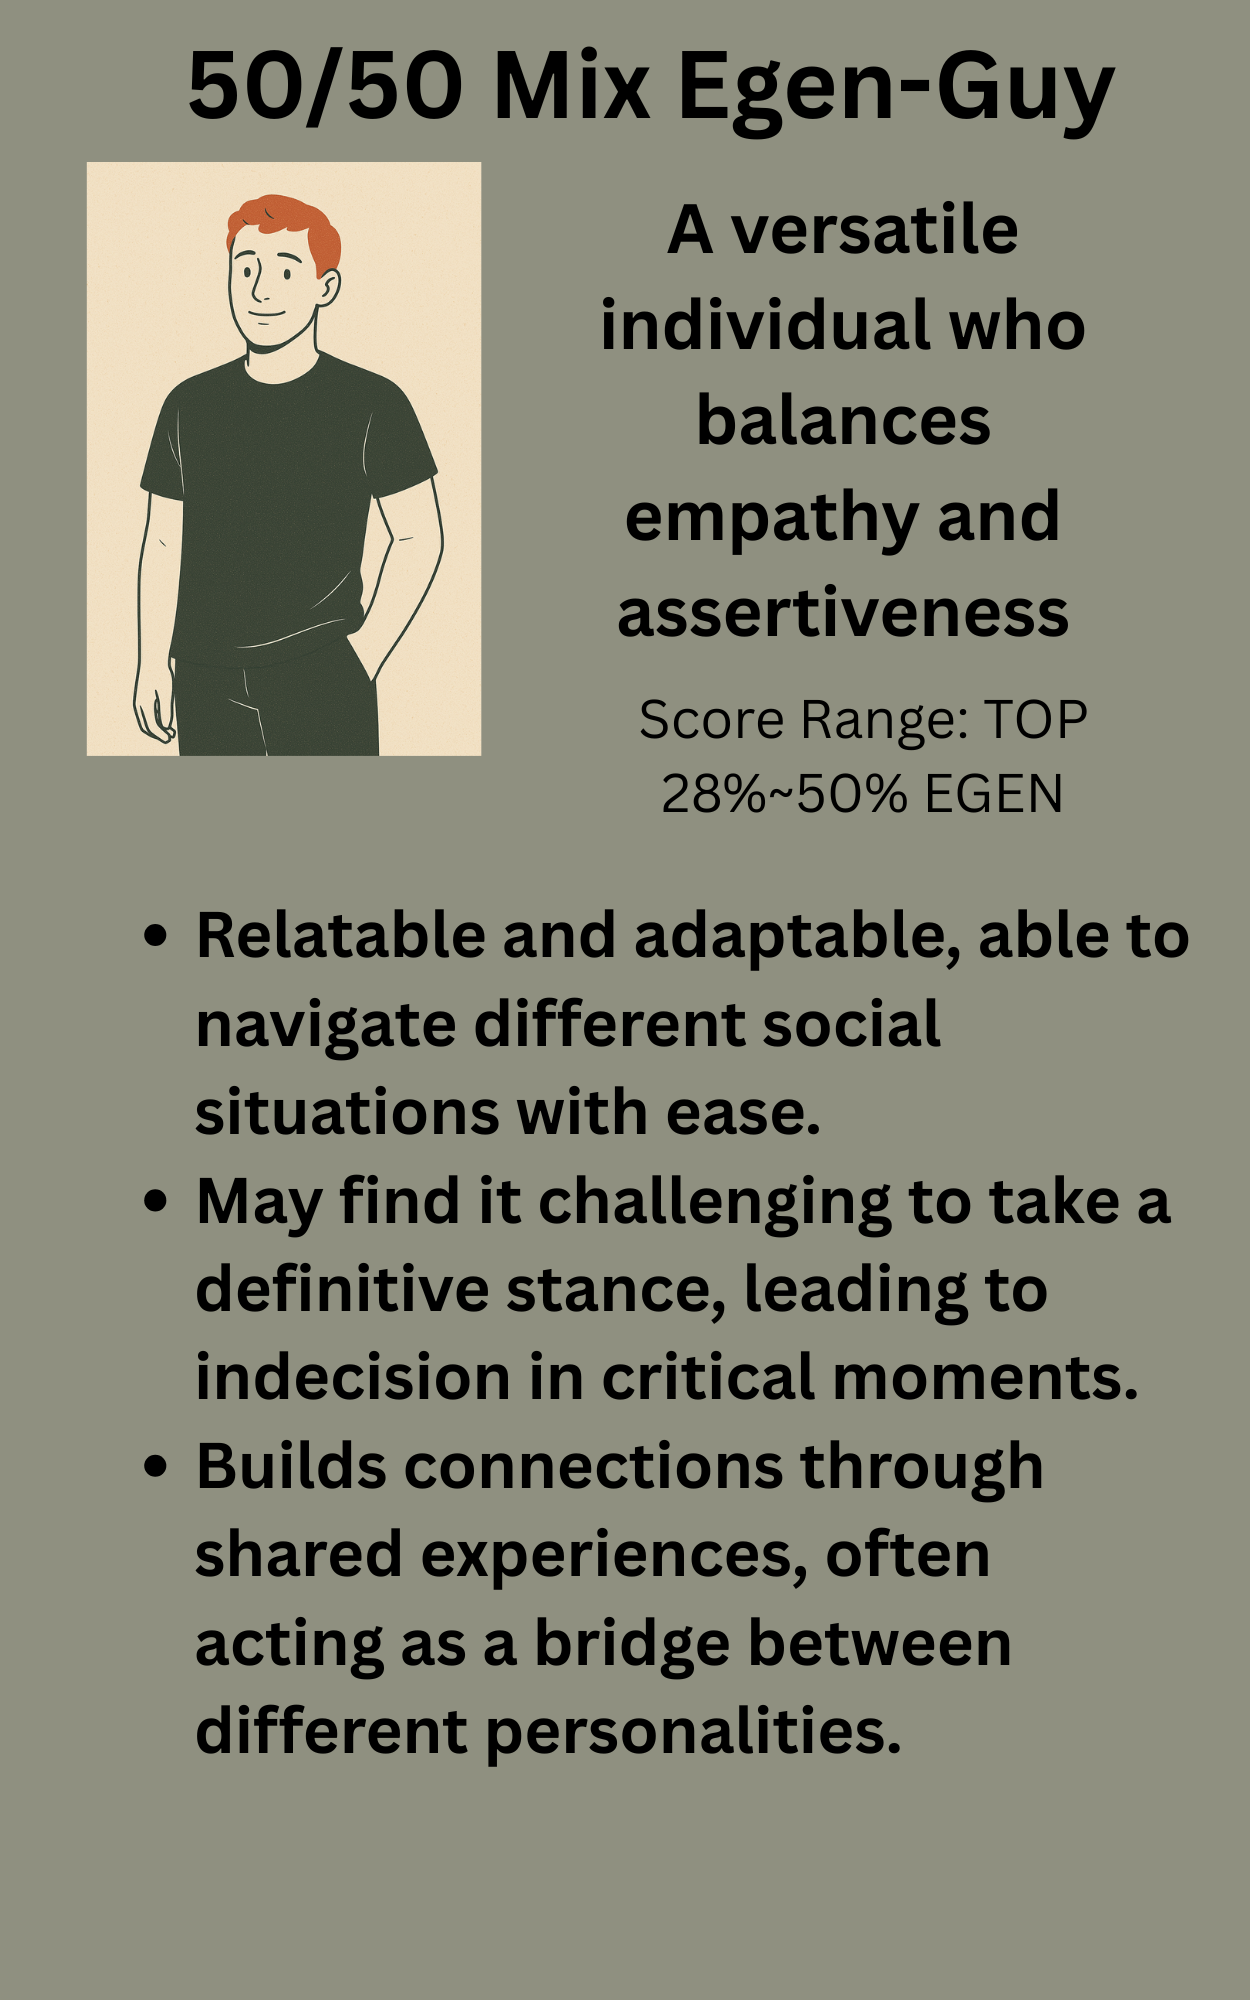 50/50 Mix Egen-Guy
A versatile
individual who
balances
empathy and
assertiveness
Score Range: TOP
28%~50% EGEN
• Relatable and adaptable, able to
navigate different social
situations with ease.
• May find it challenging to take a
definitive stance, leading to
indecision in critical moments.
• Builds connections through
shared experiences, often
acting as a bridge between
different personalities.